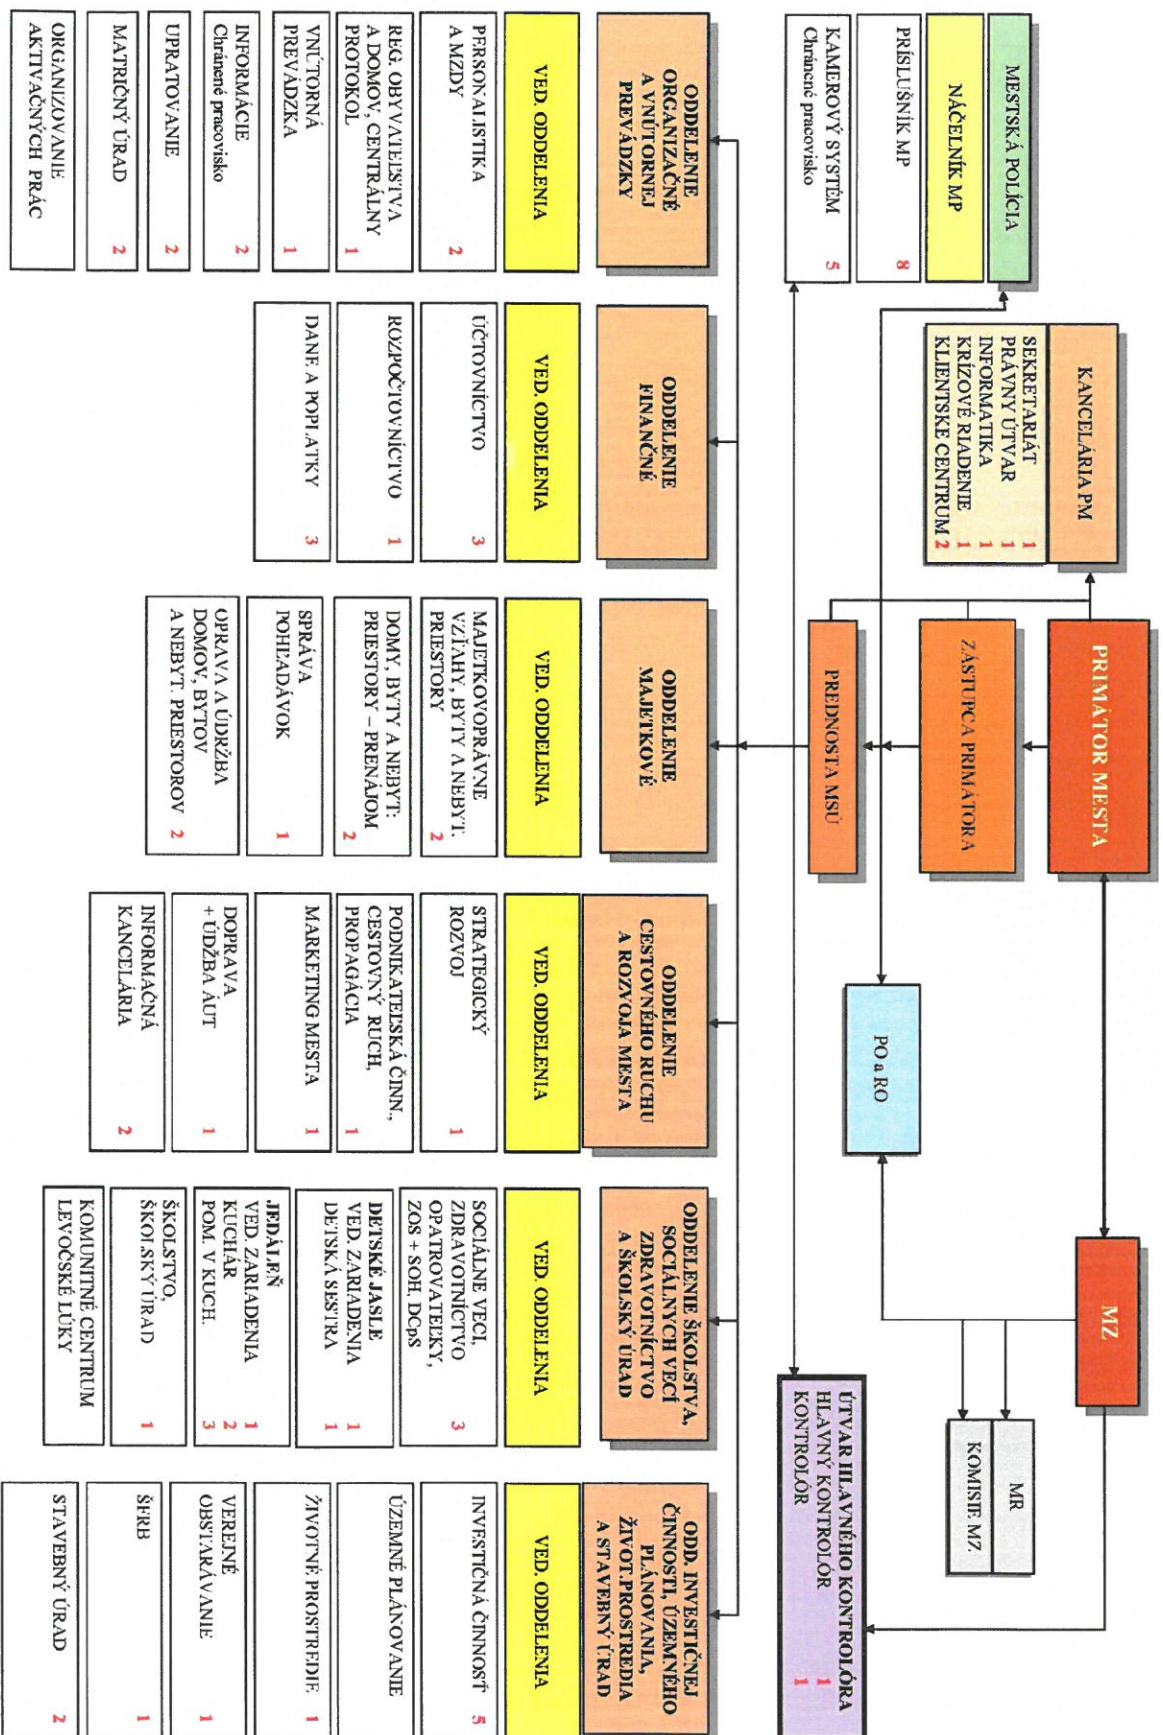 PRIMÁTOR MESTA
MZ
ZÁSTUPCA PRIMÁTORA
PREDNOSTA MSÚ
MR
KOMISIE MZ
PO a RO
KANCELÁRIA PM
SEKRETARIÁT 1
PRÁVNY ÚTVAR 1
INFORMATIKA 1
KRÍZOVÉ RIADENIE 1
KLIENTSKE CENTRUM 2
MESTSKÁ POLÍCIA
NÁČELNÍK MP
PRÍSLUŠNÍK MP 8
KAMEROVÝ SYSTÉM
Chránené pracovisko 5
ÚTVAR HLAVNÉHO KONTROLÓRA
HLAVNÝ KONTROLÓR 1
KONTROLÓR 1
ODDELENIE
ORGANIZAČNÉ
A VNÚTORNEJ
PREVÁDZKY
VED. ODDELENIA
PERSONALISTIKA
A MZDY 2
REG. OBYVATEĽSTVA
A DOMOV, CENTRÁLNY
PROTOKOL 1
VNÚTORNÁ
PREVÁDZKA 1
INFORMÁCIE
Chránené pracovisko 2
UPRATOVANIE 2
MATRIČNÝ ÚRAD 2
ORGANIZOVANIE
AKTIVAČNÝCH PRÁC
ODDELENIE
FINANČNÉ
VED. ODDELENIA
ÚČTOVNÍCTVO 3
ROZPOČTOVNÍCTVO 1
DANE A POPLATKY 3
ODDELENIE
MAJETKOVÉ
VED. ODDELENIA
MAJETKOVOPRÁVNE
VZŤAHY, BYTY A NEBYT.
PRIESTORY 2
DOMY, BYTY A NEBYT:
PRIESTORY – PRENÁJOM
2
SPRÁVA
POHĽADÁVOK 1
OPRAVA A ÚDRŽBA
DOMOV, BYTOV
A NEBYT. PRIESTOROV 2
ODDELENIE
CESTOVNÉHO RUCHU
A ROZVOJA MESTA
VED. ODDELENIA
STRATEGICKÝ
ROZVOJ 1
PODNIKATEĽSKÁ ČINN.,
CESTOVNÝ RUCH,
PROPAGÁCIA 1
MARKETING MESTA 1
DOPRAVA
+ ÚDŽBA ÁUT 1
INFORMAČNÁ
KANCELÁRIA 2
ODDELENIE ŠKOLSTVA,
SOCIÁLNYCH VECÍ
ZDRAVOTNÍCTVO
A ŠKOLSKÝ ÚRAD
VED. ODDELENIA
SOCIÁLNE VECI,
ZDRAVOTNÍCTVO 3
OPATROVATEĽKY,
ZOS + SOH, DCpS
DETSKÉ JASLE
VED. ZARIADENIA 1
DETSKÁ SESTRA 1
JEDÁLEŇ
VED. ZARIADENIA 1
KUCHÁR 2
POM. V KUCH. 3
ŠKOLSTVO,
ŠKOLSKÝ ÚRAD 1
KOMUNITNÉ CENTRUM
LEVOČSKÉ LÚKY
ODD. INVESTIČNEJ
ČINNOSTI, ÚZEMNÉHO
PLÁNOVANIA,
ŽIVOT.PROSTREDIA
A STAVEBNÝ ÚRAD
VED. ODDELENIA
INVESTIČNÁ ČINNOSŤ 5
ÚZEMNÉ PLÁNOVANIE
ŽIVOTNÉ PROSTREDIE 1
VEREJNÉ
OBSTARÁVANIE 1
ŠFRB 1
STAVEBNÝ ÚRAD 2